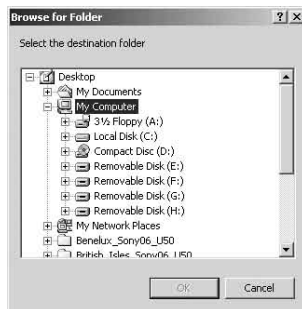 Browse for Folder
Select the destination folder
Desktop
My Documents
My Computer
3½ Floppy (A:)
Local Disk (C:)
Compact Disc (D:)
Removable Disk (E:)
Removable Disk (F:)
Removable Disk (G:)
Removable Disk (H:)
My Network Places
Benelux_Sony06_U50
British_Isles_Sony06_U50
OK
Cancel